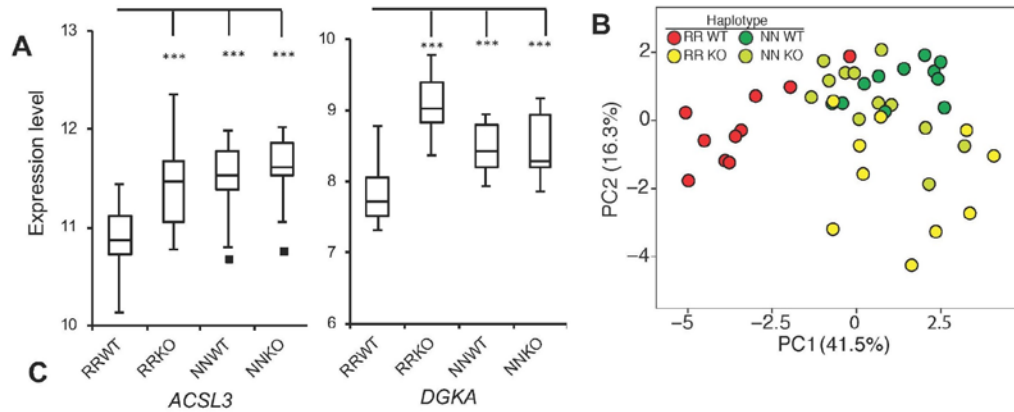 A
Expression level
13
12
11
10
*** *** ***
RRWT
RRKO
NNWT
NNKO
ACSL3
10
9
8
7
6
*** *** ***
RRWT
RRKO
NNWT
NNKO
DGKA
B
Haplotype
RR WT NN WT
RR KO NN KO
PC2 (16.3%)
2
0
−2
−4
−5 −2.5 0 2.5
PC1(41.5%)
C